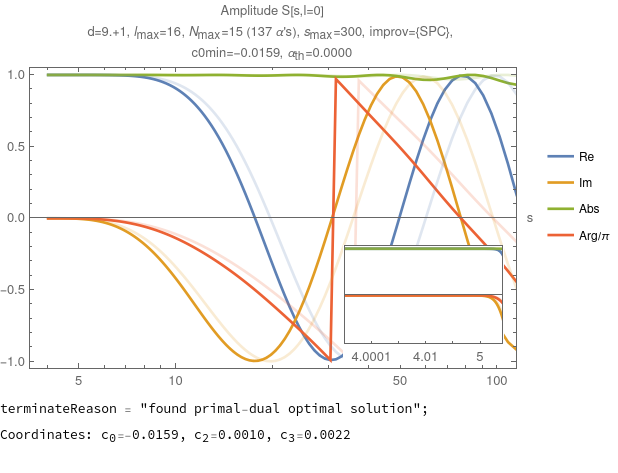 Amplitude S[s,l=0]
d=9.+1, lmax=16, Nmax=15 (137 α's), smax=300, improv={SPC},
c0min=-0.0159, αth=0.0000
1.0
0.5
0.0
-0.5
-1.0
5 10 50 100
s
4.0001 4.01 5
Re
Im
Abs
Arg/π
terminateReason = "found primal-dual optimal solution";
Coordinates: c0=-0.0159, c2=0.0010, c3=0.0022